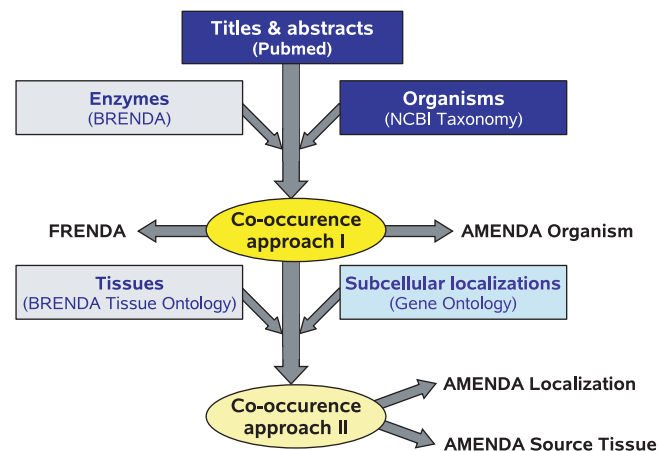 Titles & abstracts
(Pubmed)
Enzymes
(BRENDA)
Organisms
(NCBI Taxonomy)
FRENDA
Co-occurence
approach I
AMENDA Organism
Tissues
(BRENDA Tissue Ontology)
Subcellular localizations
(Gene Ontology)
Co-occurence
approach II
AMENDA Localization
AMENDA Source Tissue